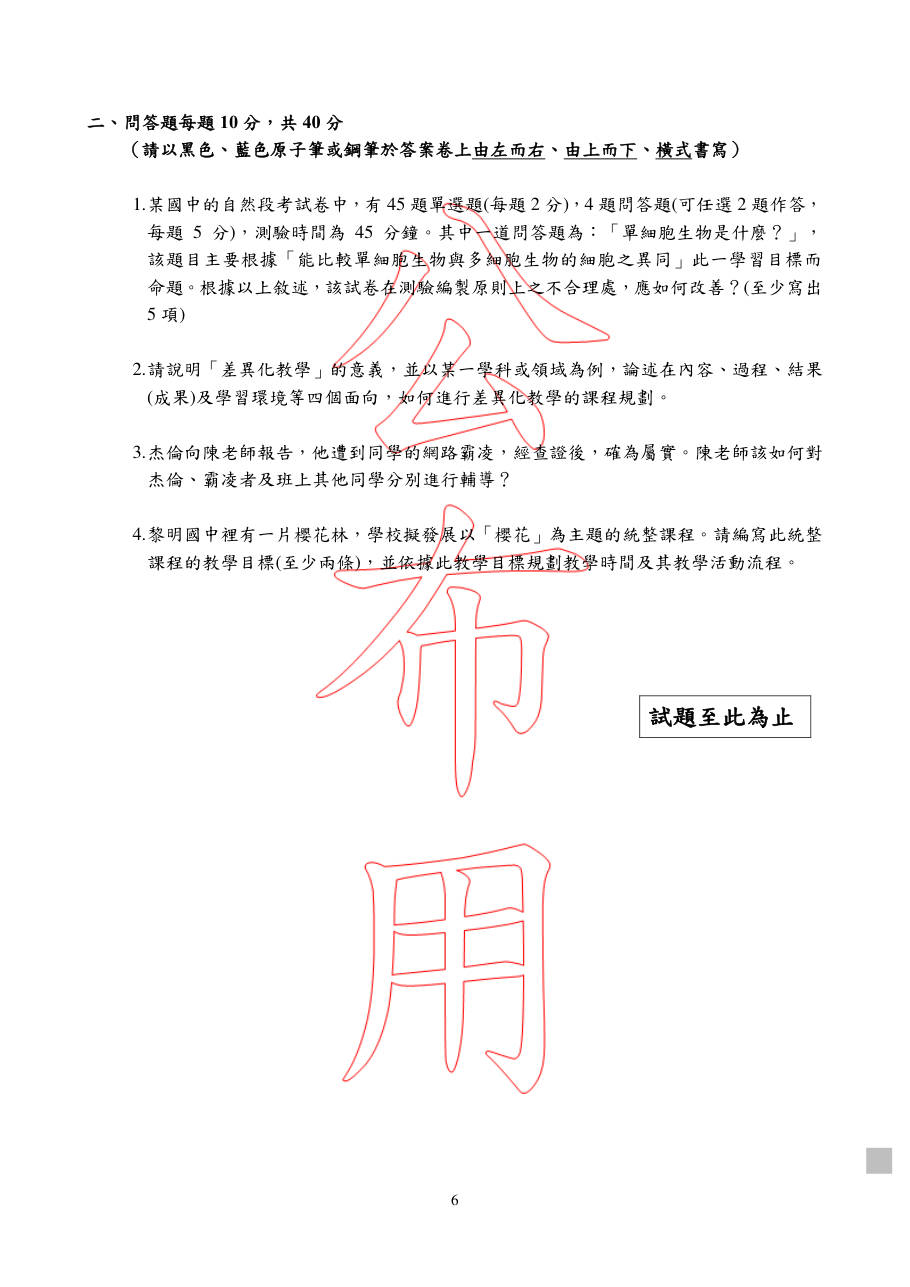 二、問答題每題 10 分，共 40 分
（請以黑色、藍色原子筆或鋼筆於答案卷上由左而右、由上而下、橫式書寫）
1.某國中的自然段考試卷中，有 45 題單選題(每題 2 分)，4 題問答題(可任選 2 題作答，
每題 5 分)，測驗時間為 45 分鐘。其中一道問答題為：「單細胞生物是什麼？」，
該題目主要根據「能比較單細胞生物與多細胞生物的細胞之異同」此一學習目標而
命題。根據以上敘述，該試卷在測驗編製原則上之不合理處，應如何改善？(至少寫出
5 項)
2.請說明「差異化教學」的意義，並以某一學科或領域為例，論述在內容、過程、結果
(成果)及學習環境等四個面向，如何進行差異化教學的課程規劃。
3.杰倫向陳老師報告，他遭到同學的網路霸凌，經查證後，確為屬實。陳老師該如何對
杰倫、霸凌者及班上其他同學分別進行輔導？
4.黎明國中裡有一片櫻花林，學校擬發展以「櫻花」為主題的統整課程。請編寫此統整
課程的教學目標(至少兩條)，並依據此教學目標規劃教學時間及其教學活動流程。
試題至此為止
公
布
用
6